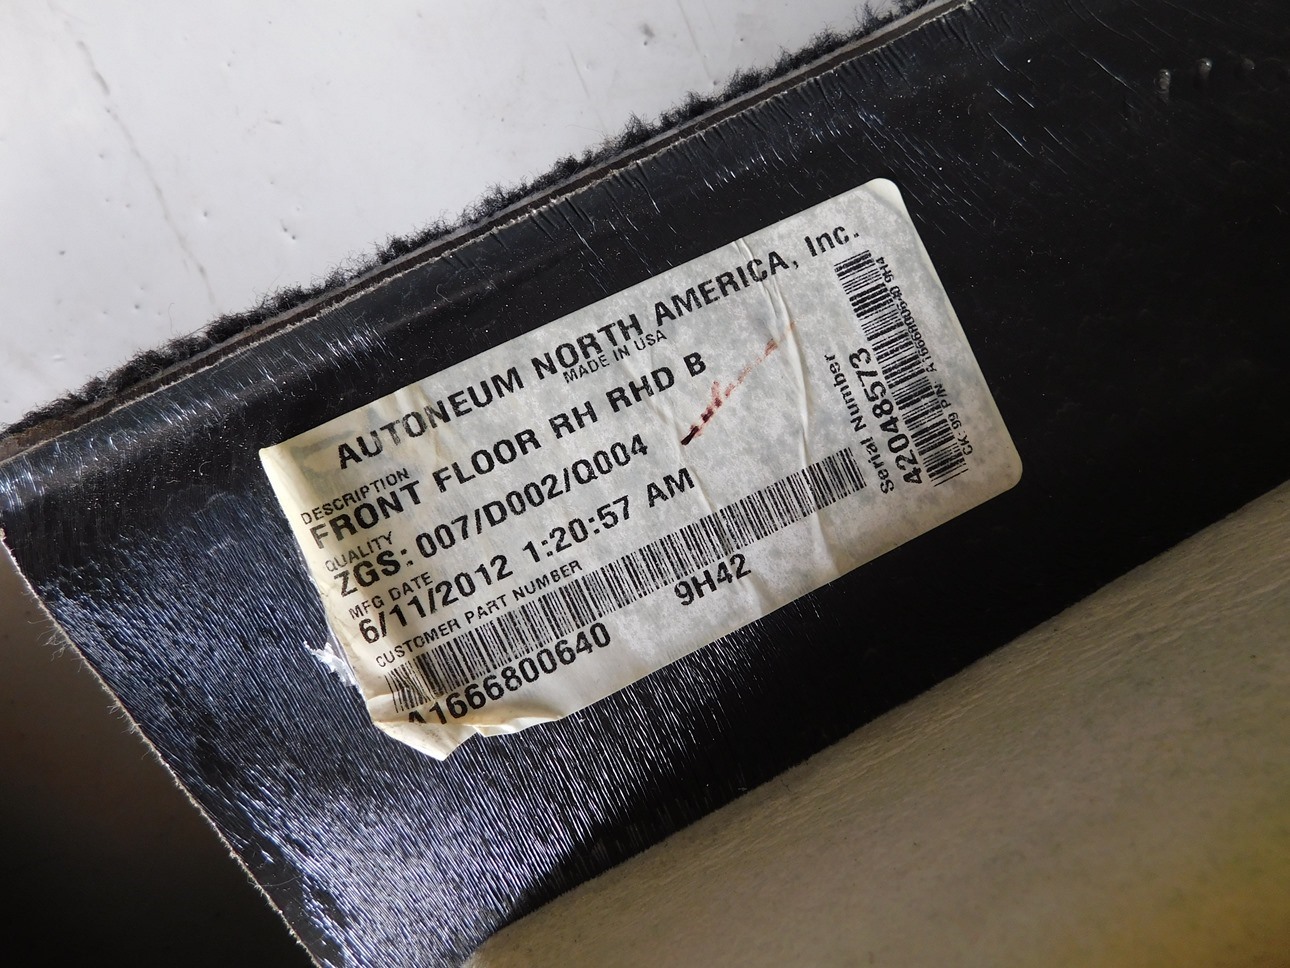 AUTONEUM NORTH AMERICA, Inc.
MADE IN USA
DESCRIPTION
FRONT FLOOR RH RHD B
QUALITY
ZGS: 007/D002/Q004
MFG DATE
6/11/2012 1:20:57 AM
CUSTOMER PART NUMBER
A1666800640
9H42
Serial Number
420048573